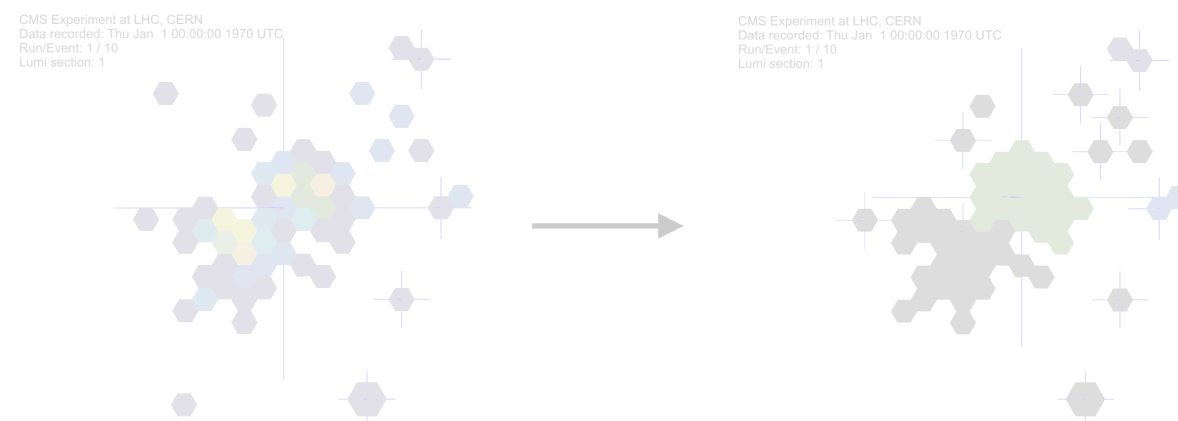 CMS Experiment at LHC, CERN
Data recorded: Thu Jan  1 00:00:00 1970 UTC
Run/Event: 1 / 10
Lumi section: 1
CMS Experiment at LHC, CERN
Data recorded: Thu Jan  1 00:00:00 1970 UTC
Run/Event: 1 / 10
Lumi section: 1